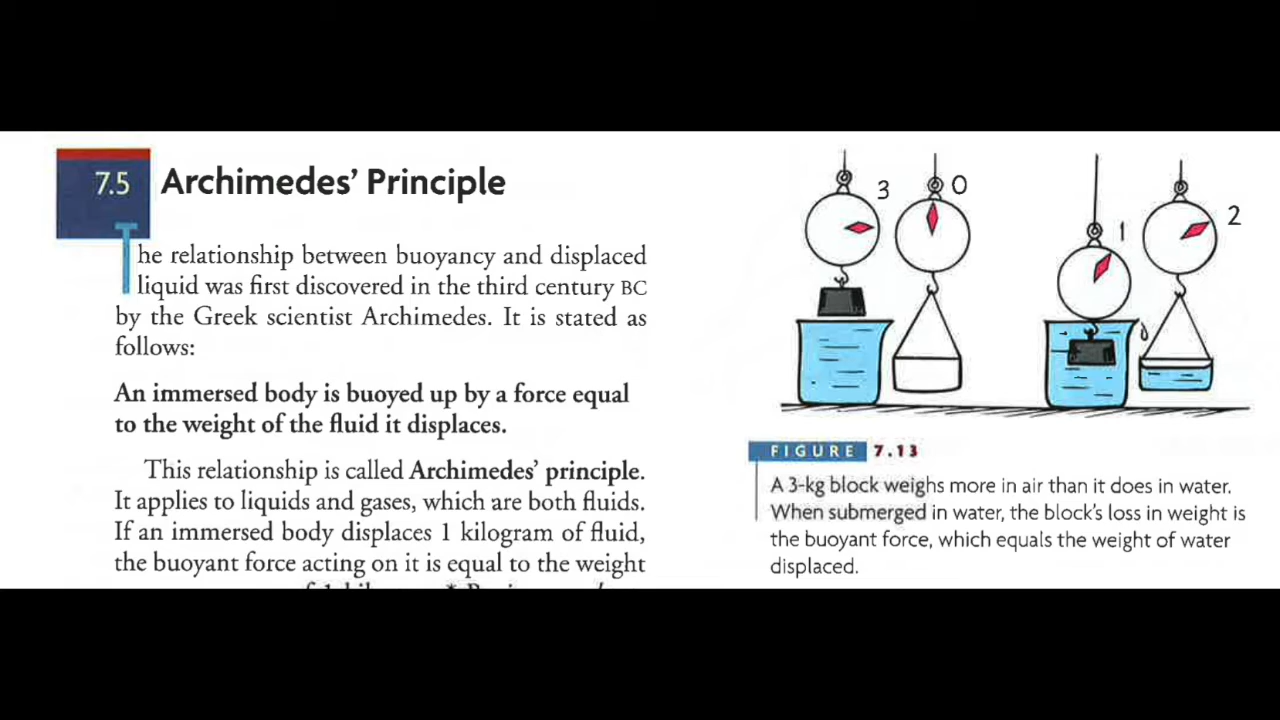 7.5 Archimedes' Principle
The relationship between buoyancy and displaced
liquid was first discovered in the third century BC
by the Greek scientist Archimedes. It is stated as
follows:
An immersed body is buoyed up by a force equal
to the weight of the fluid it displaces.
This relationship is called Archimedes' principle.
It applies to liquids and gases, which are both fluids.
If an immersed body displaces 1 kilogram of fluid,
the buoyant force acting on it is equal to the weight
3
0
1
2
FIGURE 7.13
A 3-kg block weighs more in air than it does in water.
When submerged in water, the block's loss in weight is
the buoyant force, which equals the weight of water
displaced.